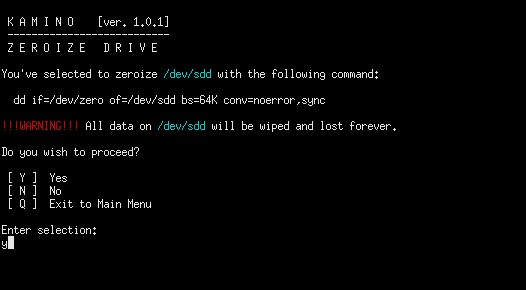 K A M I N O [ver. 1.0.1]
---------------------------
Z E R O I Z E D R I V E
You've selected to zeroize /dev/sdd with the following command:
dd if=/dev/zero of=/dev/sdd bs=64K conv=noerror,sync
!!!WARNING!!! All data on /dev/sdd will be wiped and lost forever.
Do you wish to proceed?
[ Y ] Yes
[ N ] No
[ Q ] Exit to Main Menu
Enter selection:
y